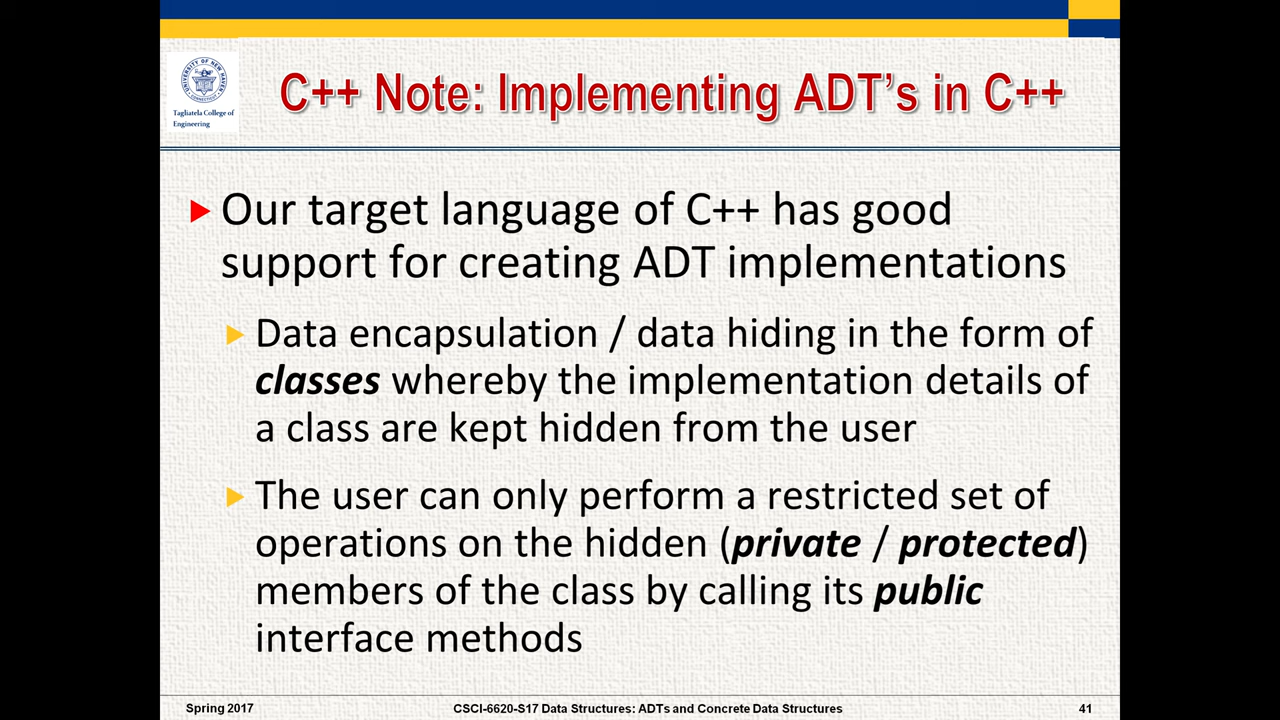 C++ Note: Implementing ADT's in C++
UNIVERSITY OF NEW HAVEN
Tagliatela College of
Engineering
Our target language of C++ has good
support for creating ADT implementations
Data encapsulation / data hiding in the form of
classes whereby the implementation details of
a class are kept hidden from the user
The user can only perform a restricted set of
operations on the hidden (private / protected)
members of the class by calling its public
interface methods
Spring 2017
CSCI-6620-S17 Data Structures: ADTs and Concrete Data Structures
41